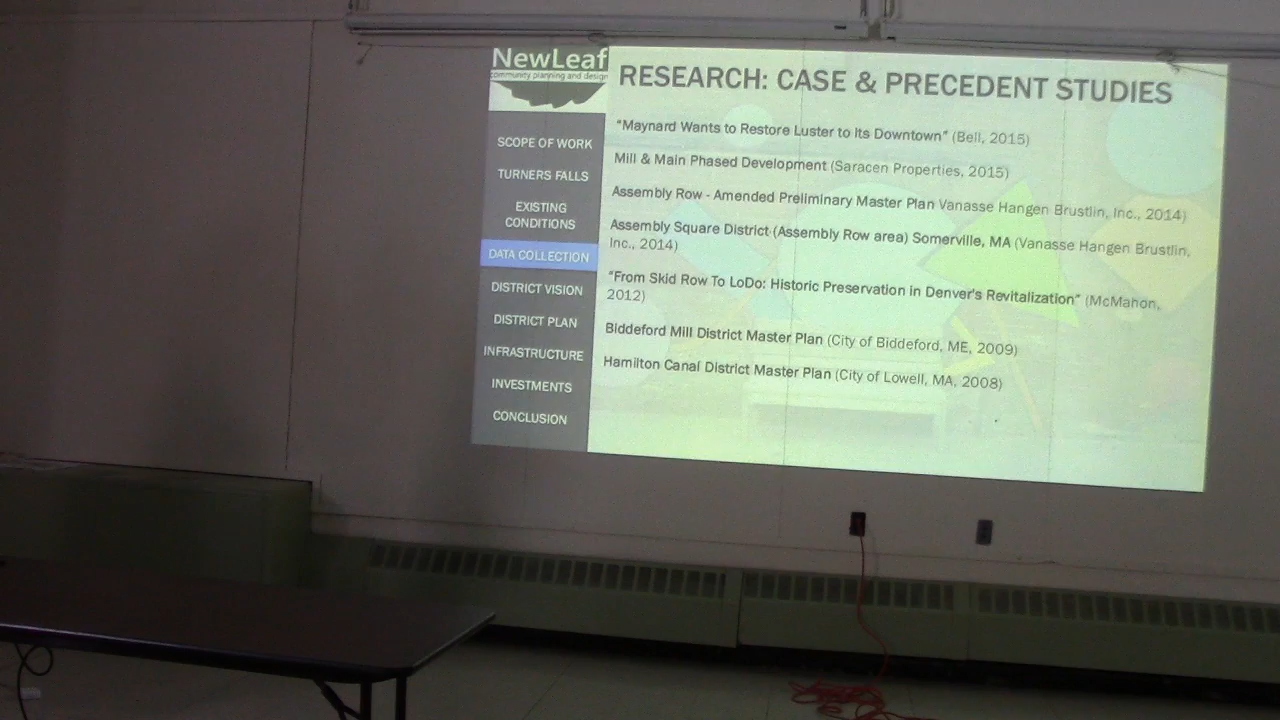 NewLeaf
community planning and design
SCOPE OF WORK
TURNERS FALLS
EXISTING
CONDITIONS
DATA COLLECTION
DISTRICT VISION
DISTRICT PLAN
INFRASTRUCTURE
INVESTMENTS
CONCLUSION
RESEARCH: CASE & PRECEDENT STUDIES
"Maynard Wants to Restore Luster to Its Downtown" (Bell, 2015)
Mill & Main Phased Development (Saracen Properties, 2015)
Assembly Row - Amended Preliminary Master Plan Vanasse Hangen Brustlin, Inc., 2014)
Assembly Square District (Assembly Row area) Somerville, MA (Vanasse Hangen Brustlin,
Inc., 2014)
"From Skid Row To LoDo: Historic Preservation in Denver's Revitalization" (McMahon,
2012)
Biddeford Mill District Master Plan (City of Biddeford, ME, 2009)
Hamilton Canal District Master Plan (City of Lowell, MA, 2008)